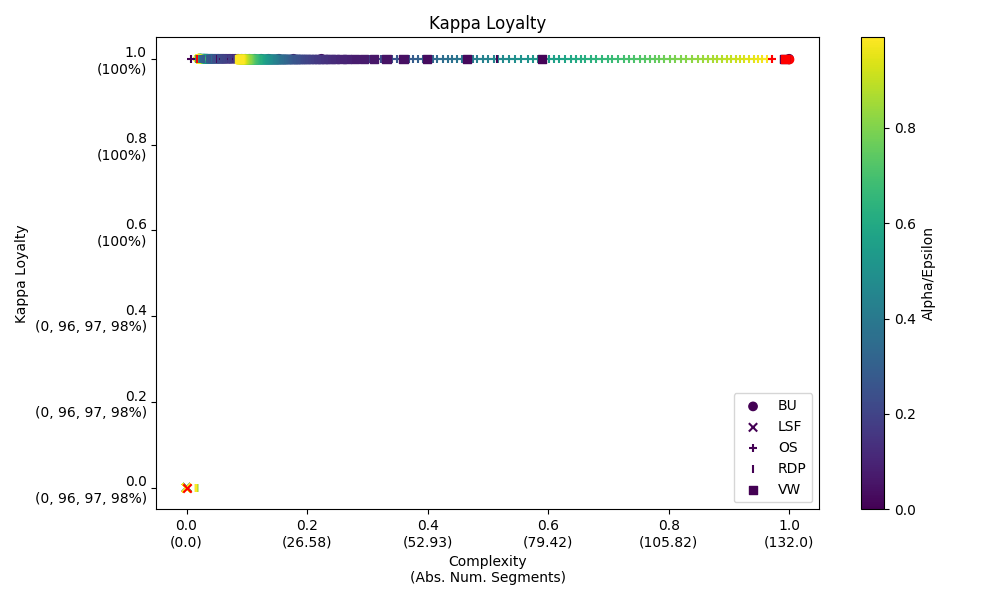 Kappa Loyalty
1.0
(100%)
0.8
(100%)
0.6
(100%)
0.4
(0, 96, 97, 98%)
0.2
(0, 96, 97, 98%)
0.0
(0, 96, 97, 98%)
Kappa Loyalty
0.0
(0.0)
0.2
(26.58)
0.4
(52.93)
0.6
(79.42)
0.8
(105.82)
1.0
(132.0)
Complexity
(Abs. Num. Segments)
BU
LSF
OS
RDP
VW
0.8
0.6
0.4
0.2
0.0
Alpha/Epsilon